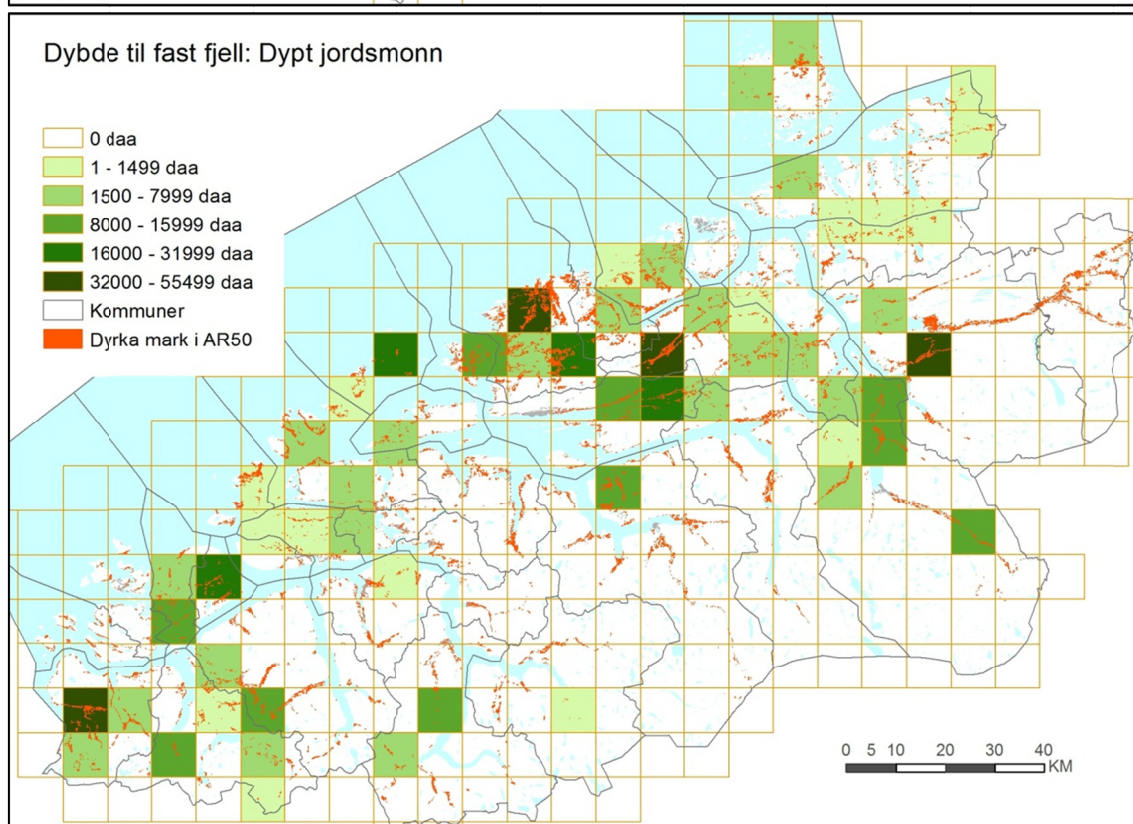 Dybde til fast fjell: Dypt jordsmonn
0 daa
1 - 1499 daa
1500 - 7999 daa
8000 - 15999 daa
16000 - 31999 daa
32000 - 55499 daa
Kommuner
Dyrka mark i AR50
0 5 10 20 30 40
KM